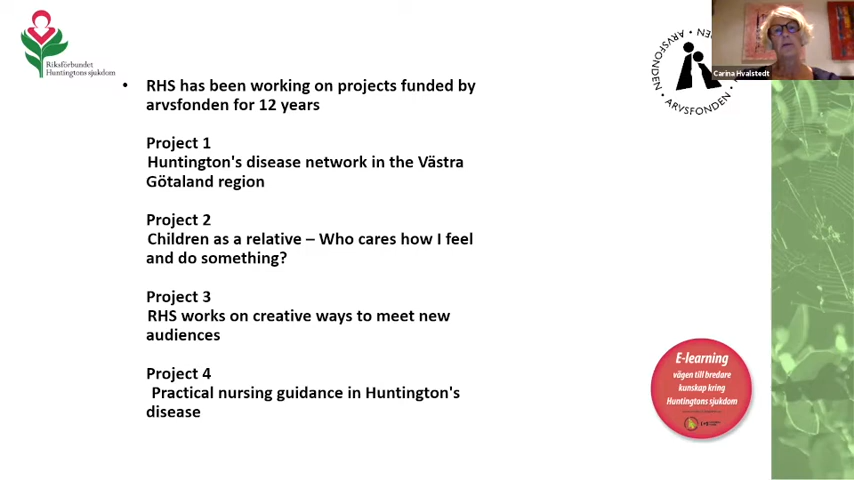 Riksförbundet
Huntingtons sjukdom
• RHS has been working on projects funded by
arvsfonden for 12 years
Project 1
Huntington's disease network in the Västra
Götaland region
Project 2
Children as a relative – Who cares how I feel
and do something?
Project 3
RHS works on creative ways to meet new
audiences
Project 4
Practical nursing guidance in Huntington's
disease
ARVSFONDEN • ARVSFONDEN
Carina Hvalstedt
E-learning
vägen till bredare
kunskap kring
Huntingtons sjukdom